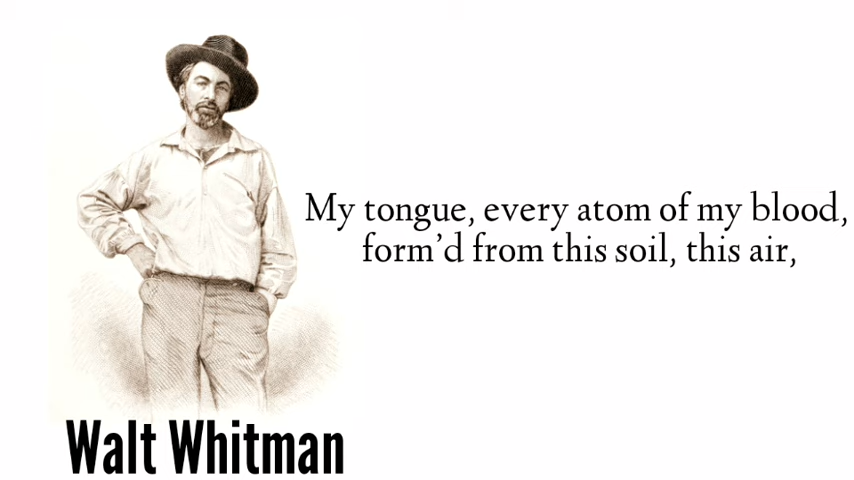 My tongue, every atom of my blood,
form’d from this soil, this air,
Walt Whitman